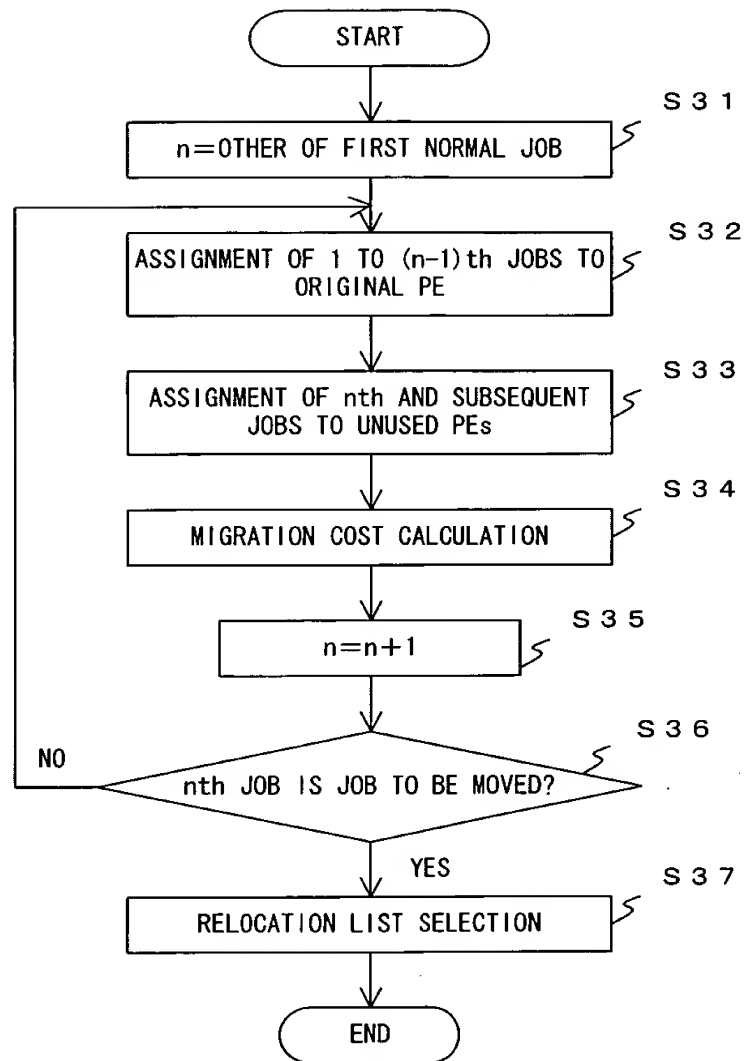 START
S31
n=OTHER OF FIRST NORMAL JOB
S32
ASSIGNMENT OF 1 TO (n-1)th JOBS TO
ORIGINAL PE
S33
ASSIGNMENT OF nth AND SUBSEQUENT
JOBS TO UNUSED PEs
S34
MIGRATION COST CALCULATION
S35
n=n+1
S36
NO
nth JOB IS JOB TO BE MOVED?
YES
S37
RELOCATION LIST SELECTION
END